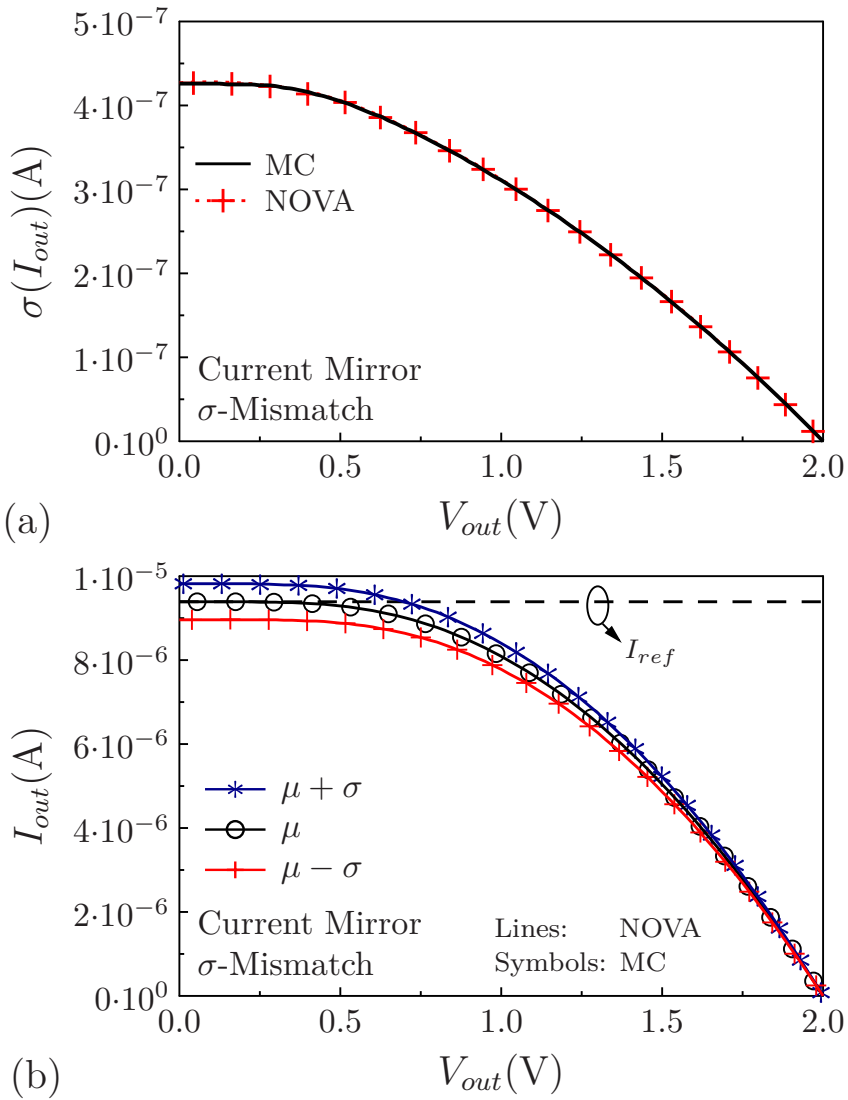 5·10⁻⁷
4·10⁻⁷
3·10⁻⁷
2·10⁻⁷
1·10⁻⁷
0·10⁰
σ(I_out)(A)
MC
NOVA
Current Mirror
σ-Mismatch
0.0 0.5 1.0 1.5 2.0
V_out(V)
(a)
1·10⁻⁵
8·10⁻⁶
6·10⁻⁶
4·10⁻⁶
2·10⁻⁶
0·10⁰
I_out(A)
I_ref
μ + σ
μ
μ − σ
Current Mirror
σ-Mismatch
Lines: NOVA
Symbols: MC
0.0 0.5 1.0 1.5 2.0
V_out(V)
(b)